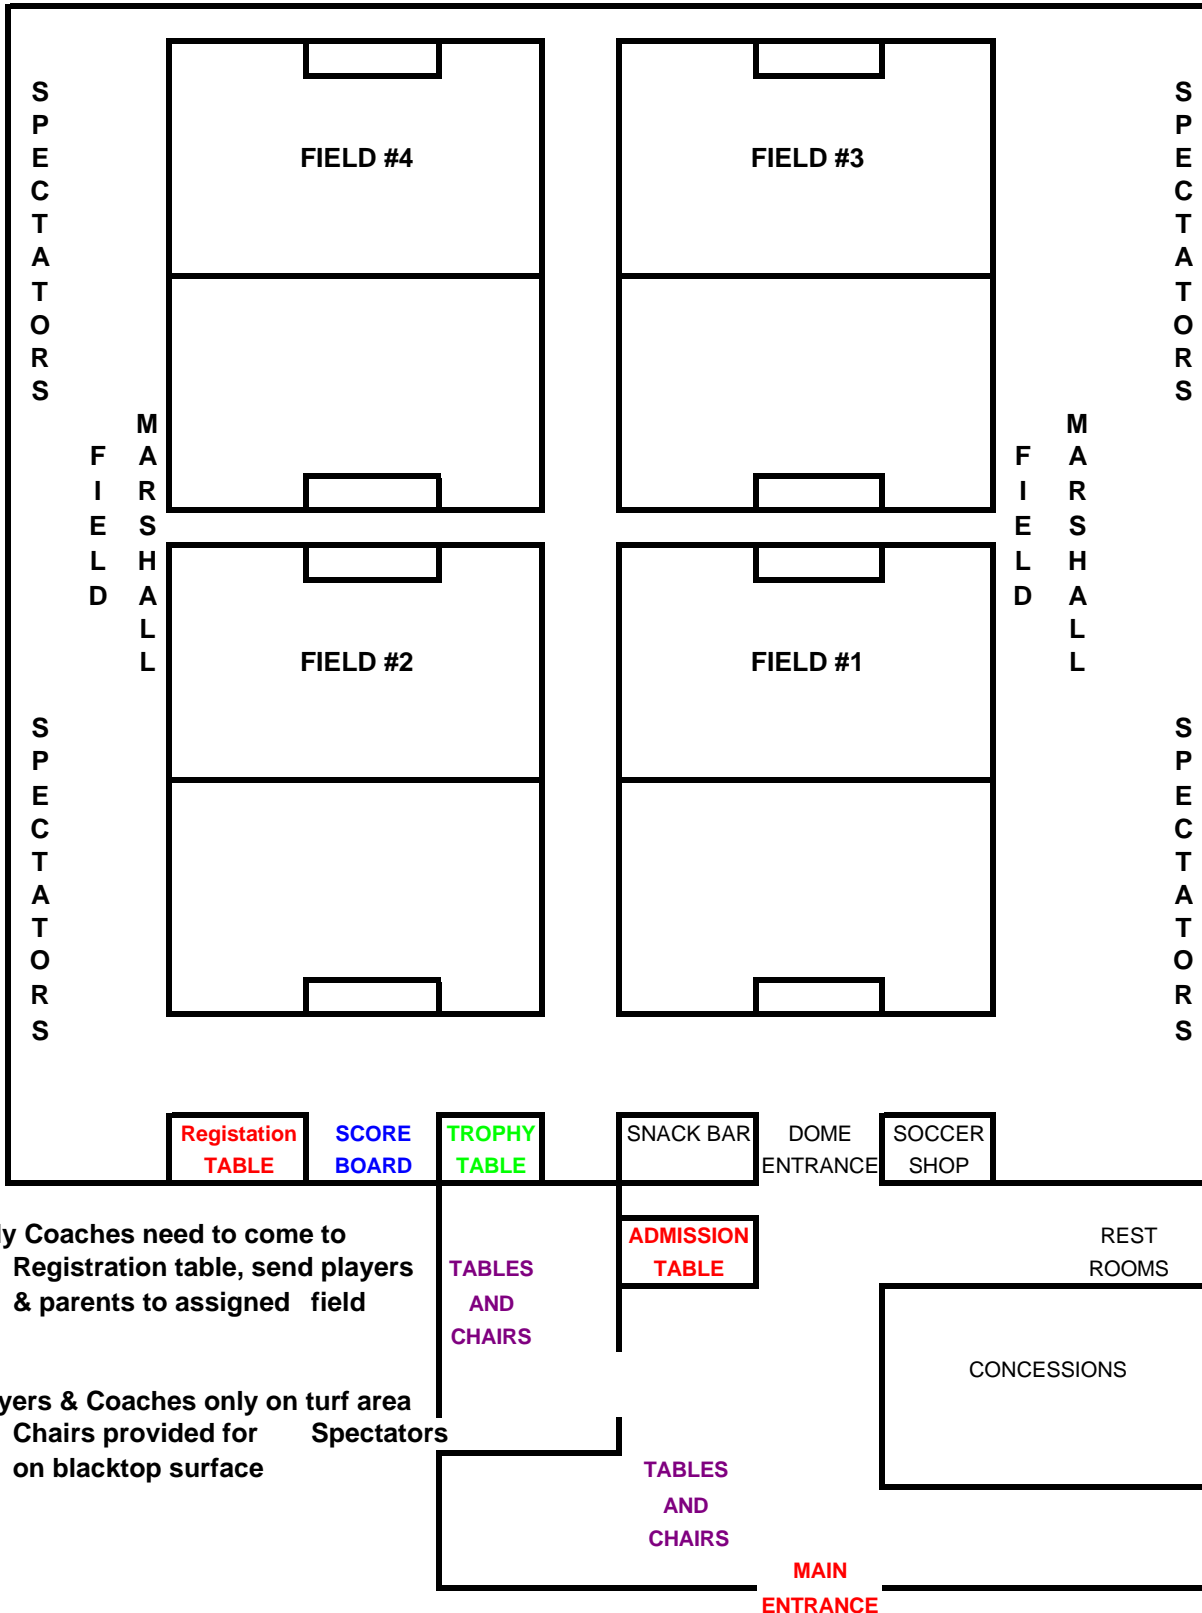 SPECTATORS
SPECTATORS
FIELD #4
FIELD #3
FIELD
MARSHALL
FIELD
MARSHALL
FIELD #2
FIELD #1
SPECTATORS
SPECTATORS
Registation
TABLE
SCORE
BOARD
TROPHY
TABLE
SNACK BAR
DOME
ENTRANCE
SOCCER
SHOP
Coaches need to come to
Registration table, send players
& parents to assigned field
TABLES
AND
CHAIRS
ADMISSION
TABLE
REST
ROOMS
CONCESSIONS
& Coaches only on turf area
Chairs provided for Spectators
on blacktop surface
TABLES
AND
CHAIRS
MAIN
ENTRANCE